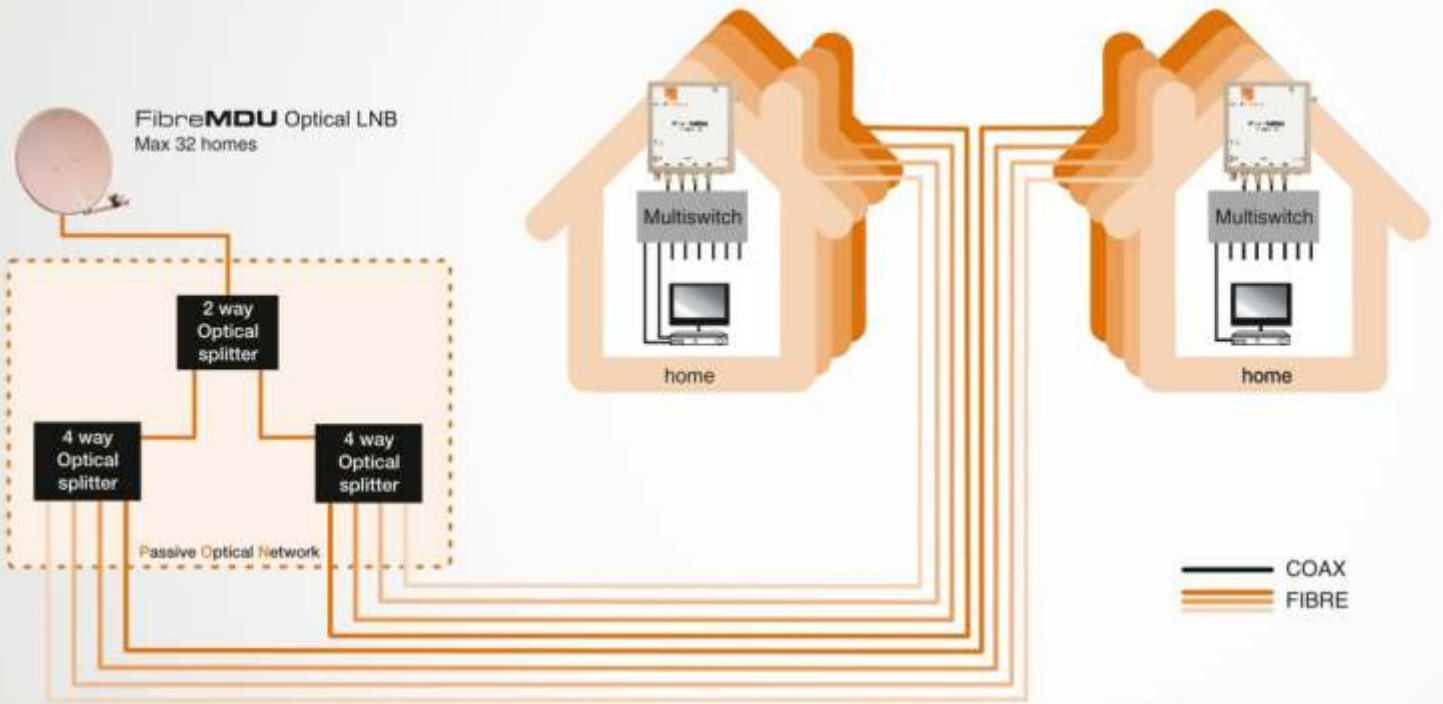 FibreMDU Optical LNB
Max 32 homes
2 way
Optical
splitter
4 way
Optical
splitter
4 way
Optical
splitter
Passive Optical Network
Multiswitch
home
Multiswitch
home
COAX
FIBRE